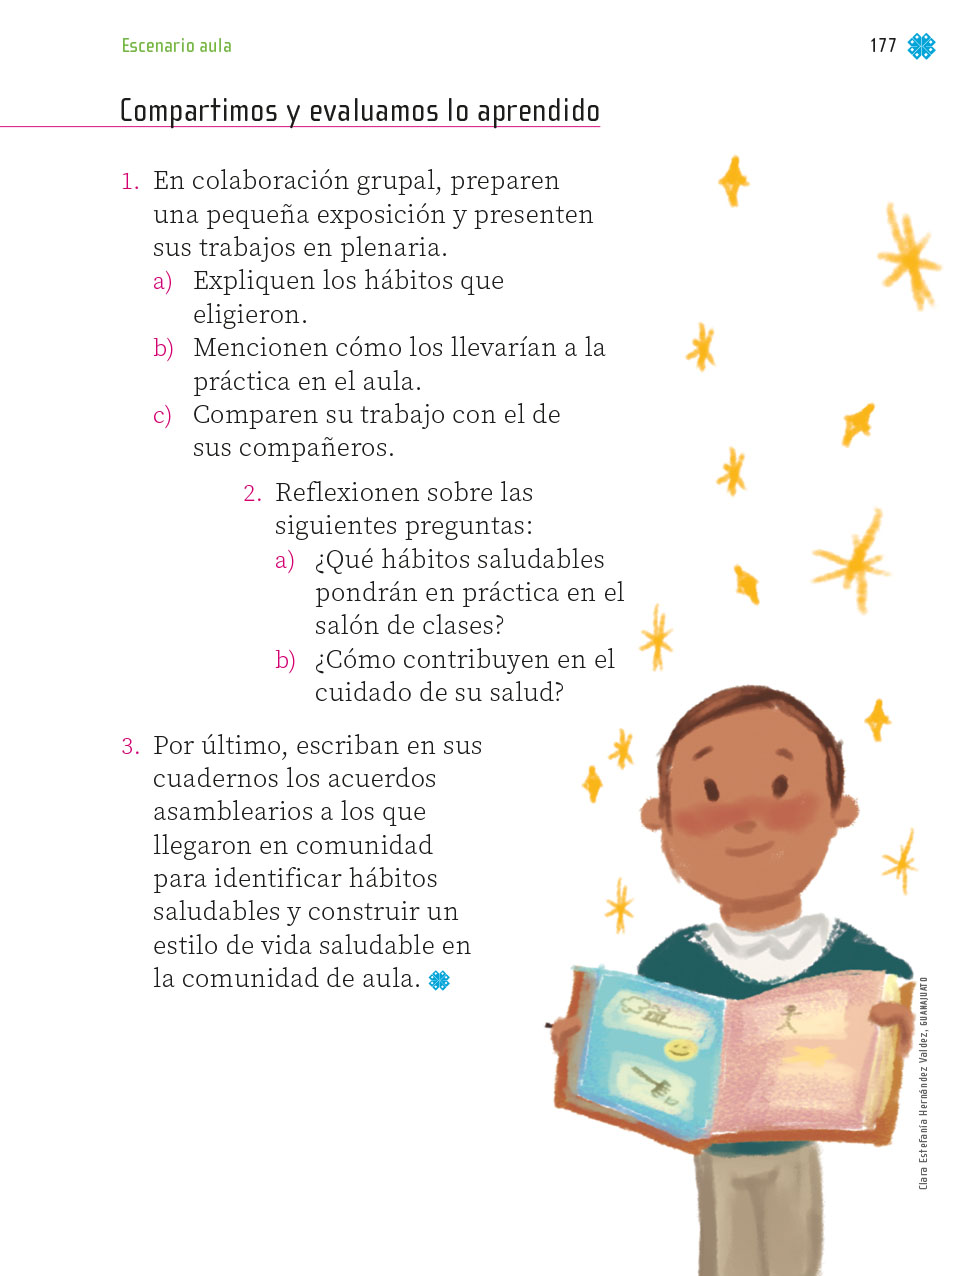 Escenario aula
177
Compartimos y evaluamos lo aprendido
1. En colaboración grupal, preparen
una pequeña exposición y presenten
sus trabajos en plenaria.
a) Expliquen los hábitos que
eligieron.
b) Mencionen cómo los llevarían a la
práctica en el aula.
c) Comparen su trabajo con el de
sus compañeros.
2. Reflexionen sobre las
siguientes preguntas:
a) ¿Qué hábitos saludables
pondrán en práctica en el
salón de clases?
b) ¿Cómo contribuyen en el
cuidado de su salud?
3. Por último, escriban en sus
cuadernos los acuerdos
asamblearios a los que
llegaron en comunidad
para identificar hábitos
saludables y construir un
estilo de vida saludable en
la comunidad de aula.
Clara Estefanía Hernández Valdez, GUANAJUATO